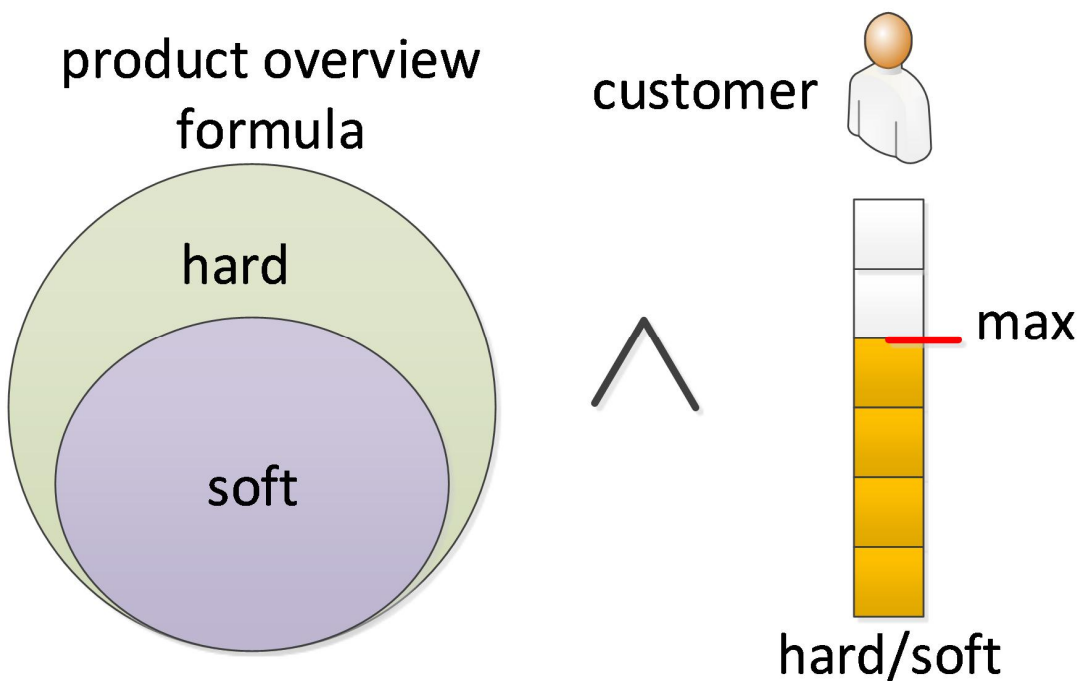 product overview
formula
hard
soft
customer
max
hard/soft